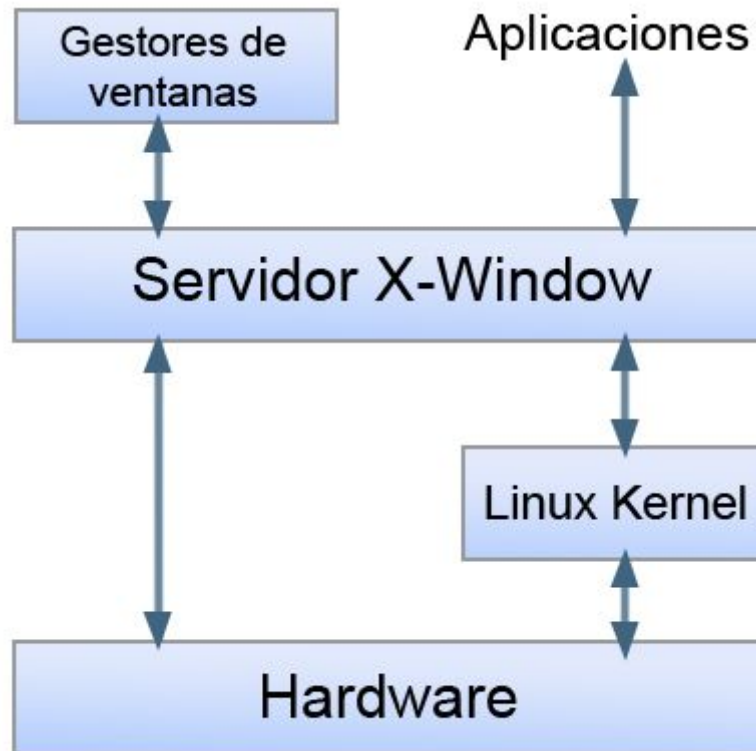 Gestores de
ventanas
Aplicaciones
Servidor X-Window
Linux Kernel
Hardware